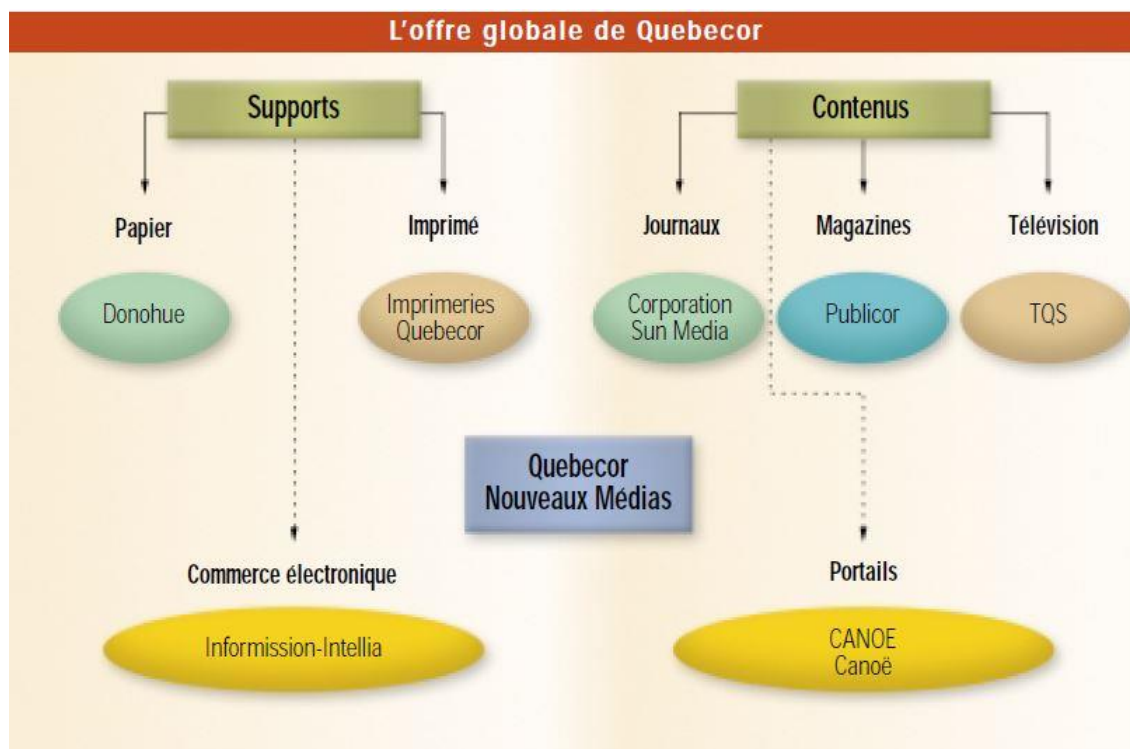 L'offre globale de Quebecor
Supports
Contenus
Papier
Imprimé
Journaux
Magazines
Télévision
Donohue
Imprimeries
Quebecor
Corporation
Sun Media
Publicor
TQS
Quebecor
Nouveaux Médias
Commerce électronique
Portails
Informission-Intellia
CANOE
Canoë